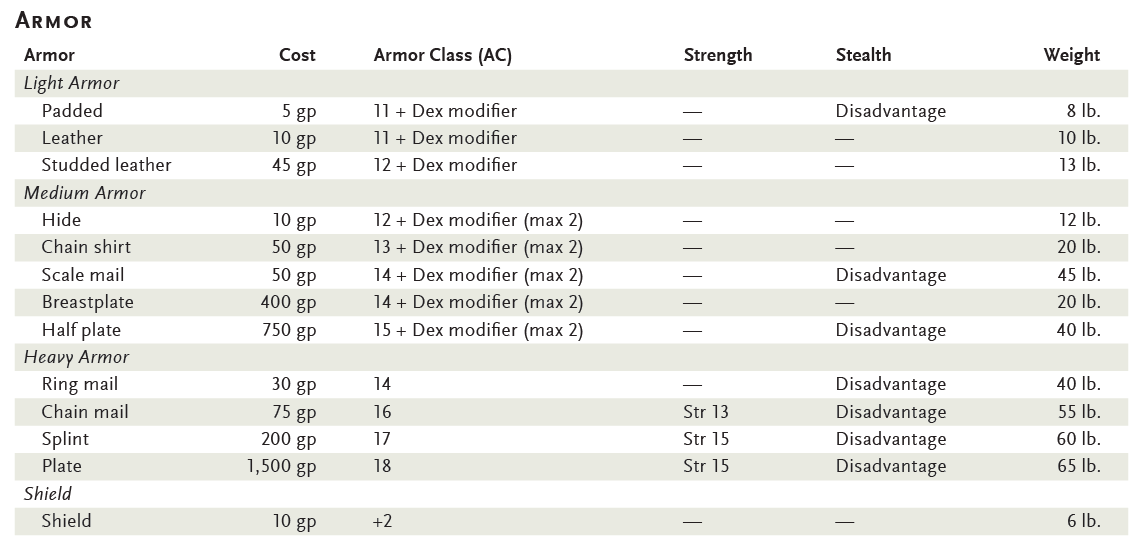 ARMOR
Armor Cost Armor Class (AC) Strength Stealth Weight
Light Armor
Padded 5 gp 11 + Dex modifier — Disadvantage 8 lb.
Leather 10 gp 11 + Dex modifier — — 10 lb.
Studded leather 45 gp 12 + Dex modifier — — 13 lb.
Medium Armor
Hide 10 gp 12 + Dex modifier (max 2) — — 12 lb.
Chain shirt 50 gp 13 + Dex modifier (max 2) — — 20 lb.
Scale mail 50 gp 14 + Dex modifier (max 2) — Disadvantage 45 lb.
Breastplate 400 gp 14 + Dex modifier (max 2) — — 20 lb.
Half plate 750 gp 15 + Dex modifier (max 2) — Disadvantage 40 lb.
Heavy Armor
Ring mail 30 gp 14 — Disadvantage 40 lb.
Chain mail 75 gp 16 Str 13 Disadvantage 55 lb.
Splint 200 gp 17 Str 15 Disadvantage 60 lb.
Plate 1,500 gp 18 Str 15 Disadvantage 65 lb.
Shield
Shield 10 gp +2 — — 6 lb.